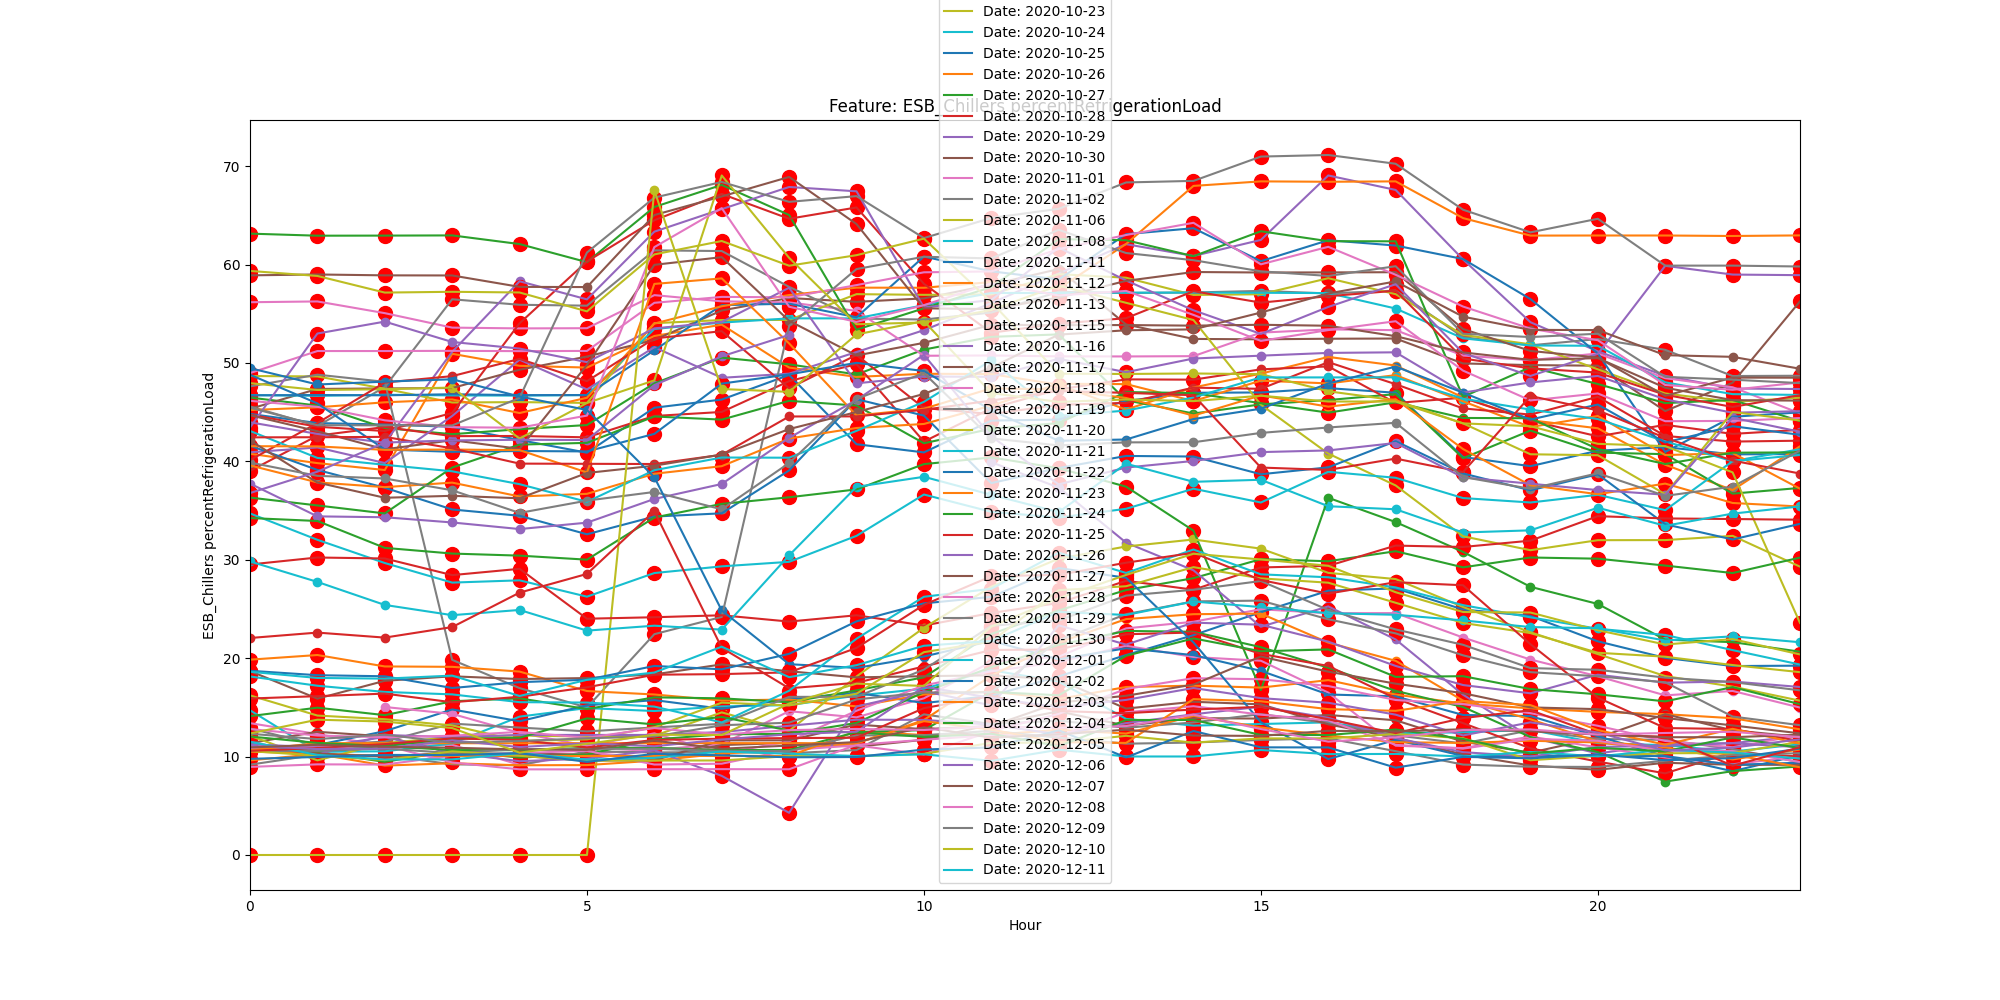 Date: 2020-10-23
Date: 2020-10-24
Date: 2020-10-25
Date: 2020-10-26
Date: 2020-10-27
Feature: ESB_Chillers percentRefrigerationLoad
Date: 2020-10-28
Date: 2020-10-29
Date: 2020-10-30
Date: 2020-11-01
Date: 2020-11-02
Date: 2020-11-06
Date: 2020-11-08
Date: 2020-11-11
Date: 2020-11-12
Date: 2020-11-13
Date: 2020-11-15
Date: 2020-11-16
Date: 2020-11-17
Date: 2020-11-18
Date: 2020-11-19
Date: 2020-11-20
Date: 2020-11-21
Date: 2020-11-22
Date: 2020-11-23
Date: 2020-11-24
Date: 2020-11-25
Date: 2020-11-26
Date: 2020-11-27
Date: 2020-11-28
Date: 2020-11-29
Date: 2020-11-30
Date: 2020-12-01
Date: 2020-12-02
Date: 2020-12-03
Date: 2020-12-04
Date: 2020-12-05
Date: 2020-12-06
Date: 2020-12-07
Date: 2020-12-08
Date: 2020-12-09
Date: 2020-12-10
Date: 2020-12-11
70
60
50
40
30
20
10
0
ESB_Chillers percentRefrigerationLoad
0 5 10 15 20
Hour